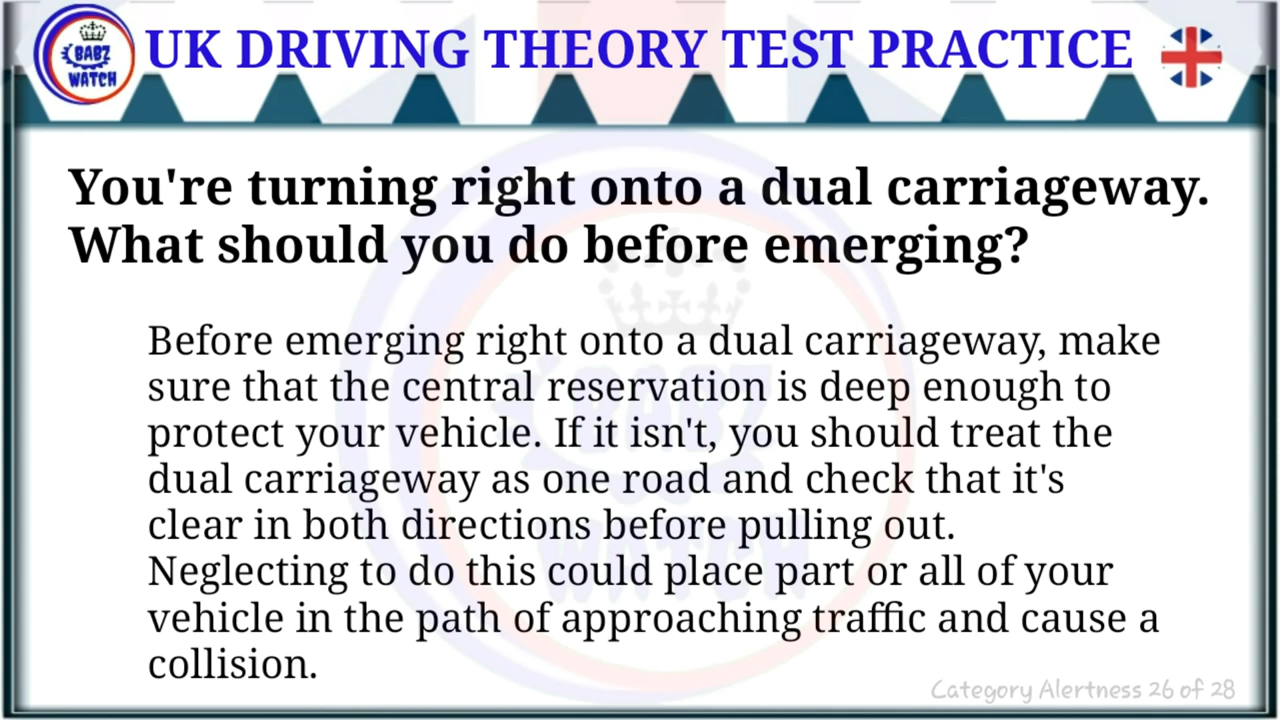 BABZ
WATCH
UK DRIVING THEORY TEST PRACTICE
You're turning right onto a dual carriageway.
What should you do before emerging?
Before emerging right onto a dual carriageway, make
sure that the central reservation is deep enough to
protect your vehicle. If it isn't, you should treat the
dual carriageway as one road and check that it's
clear in both directions before pulling out.
Neglecting to do this could place part or all of your
vehicle in the path of approaching traffic and cause a
collision.
BABZ
WATCH
Category Alertness 26 of 28